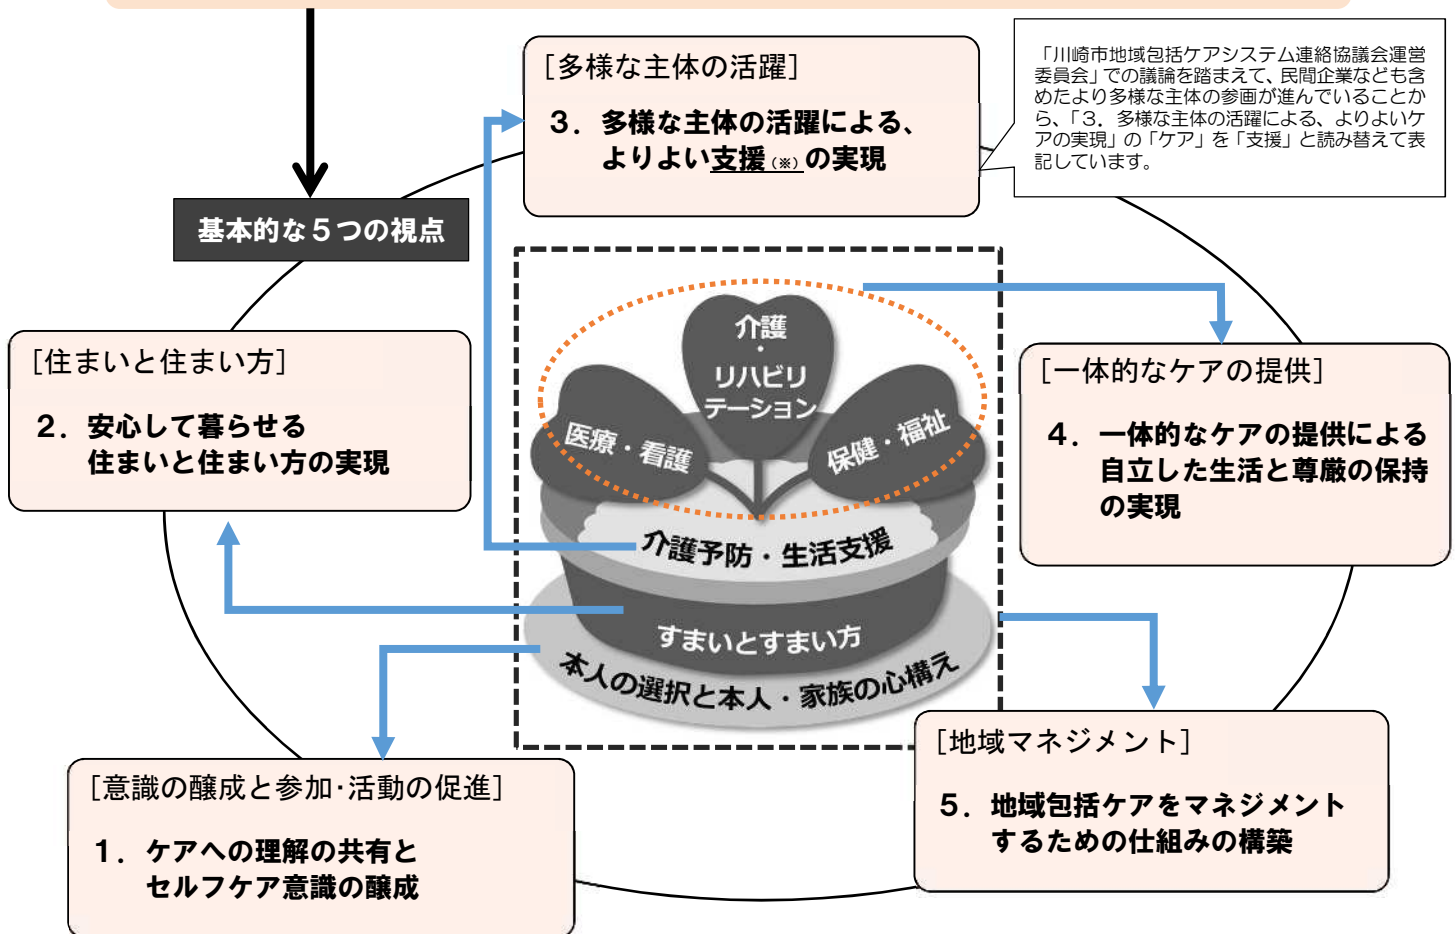 ［多様な主体の活躍］
３．多様な主体の活躍による、
よりよい支援（※）の実現
「川崎市地域包括ケアシステム連絡協議会運営
委員会」での議論を踏まえて、民間企業なども含
めたより多様な主体の参画が進んでいることか
ら、「３．多様な主体の活躍による、よりよいケ
アの実現」の「ケア」を「支援」と読み替えて表
記しています。
基本的な５つの視点
［住まいと住まい方］
２．安心して暮らせる
住まいと住まい方の実現
介護
・
リハビリ
テーション
医療・看護
保健・福祉
介護予防・生活支援
すまいとすまい方
本人の選択と本人・家族の心構え
［一体的なケアの提供］
４．一体的なケアの提供による
自立した生活と尊厳の保持
の実現
［意識の醸成と参加･活動の促進］
１．ケアへの理解の共有と
セルフケア意識の醸成
［地域マネジメント］
５．地域包括ケアをマネジメント
するための仕組みの構築